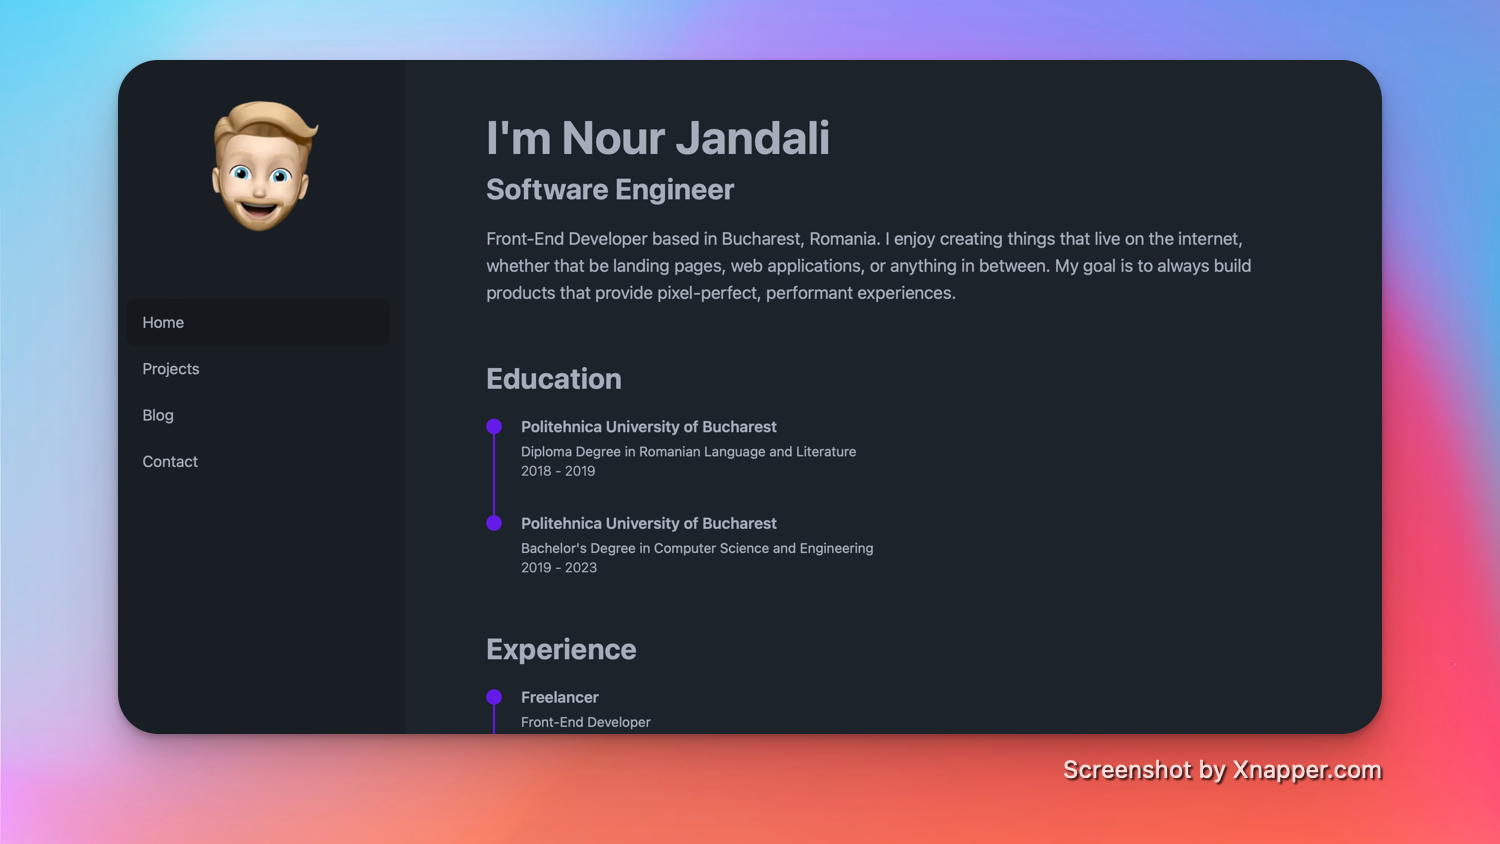 I'm Nour Jandali
Software Engineer
Front-End Developer based in Bucharest, Romania. I enjoy creating things that live on the internet,
whether that be landing pages, web applications, or anything in between. My goal is to always build
products that provide pixel-perfect, performant experiences.
Home
Projects
Blog
Contact
Education
Politehnica University of Bucharest
Diploma Degree in Romanian Language and Literature
2018 - 2019
Politehnica University of Bucharest
Bachelor's Degree in Computer Science and Engineering
2019 - 2023
Experience
Freelancer
Front-End Developer
Screenshot by Xnapper.com